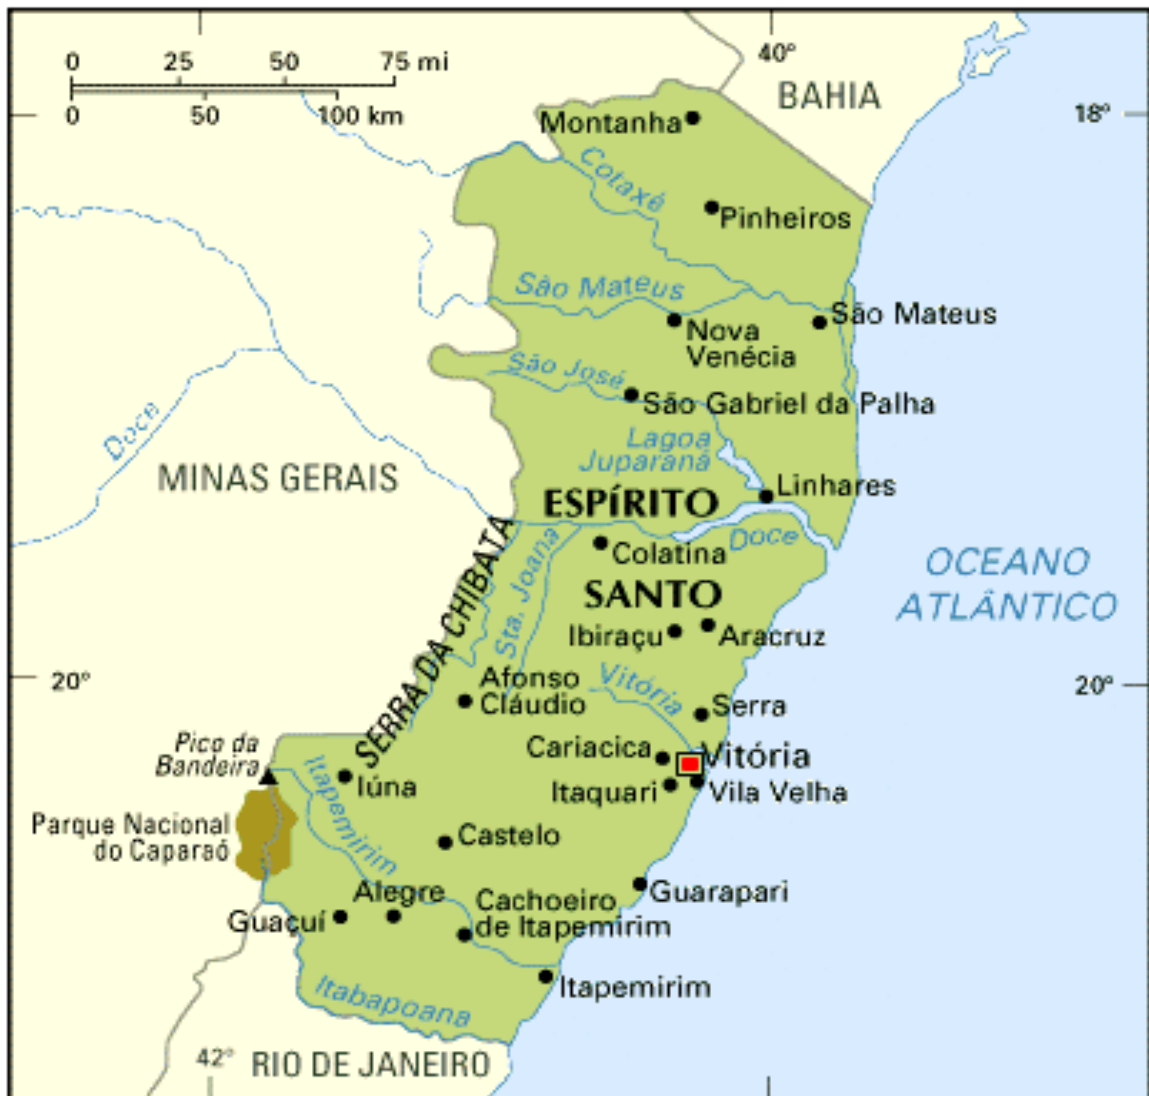 0 25 50 75 mi
0 50 100 km
40°
BAHIA
18°
Montanha
Cotaxé
Pinheiros
São Mateus
São Mateus
Nova
Venécia
São José
São Gabriel da Palha
Doce
Lagoa
Juparanã
MINAS GERAIS
Linhares
ESPÍRITO
Doce
Colatina
SERRA DA CHIBATA
Sta. Joana
OCEANO
ATLÂNTICO
SANTO
Ibiraçu
Aracruz
20°
20°
Afonso
Cláudio
Vitória
Serra
Pico da
Bandeira
Cariacica
Vitória
Iúna
Itaquari
Vila Velha
Itapemirim
Parque Nacional
do Caparaó
Castelo
Alegre
Guarapari
Guaçuí
Cachoeiro
de Itapemirim
Itabapoana
Itapemirim
42°
RIO DE JANEIRO